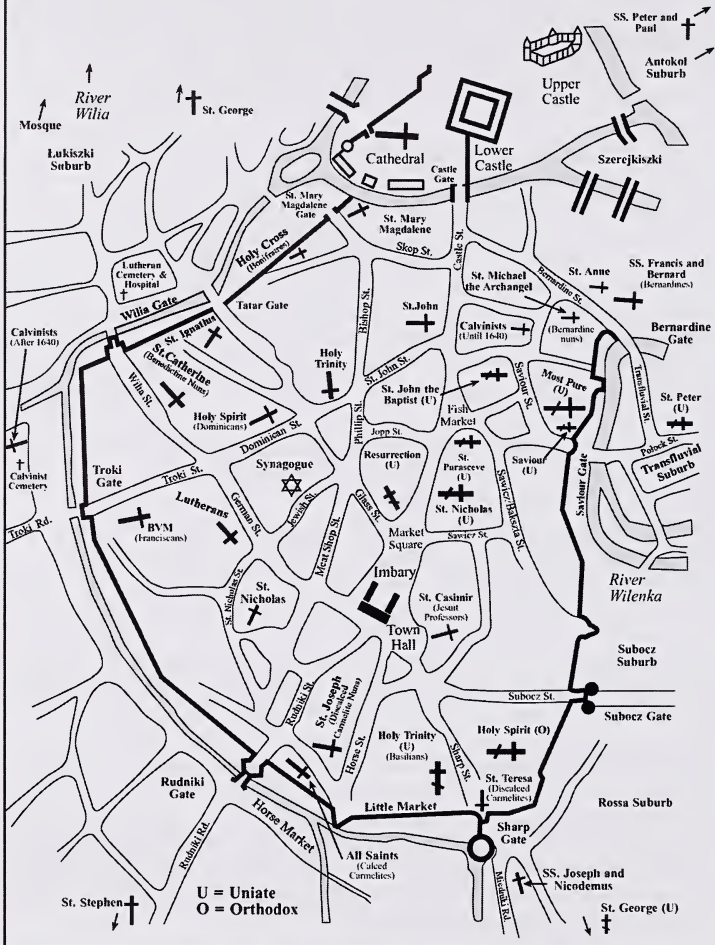 SS. Peter and
Paul
Antokol
Suburb
Upper
Castle
River
Wilia
Mosque
St. George
Łukiszki
Suburb
Cathedral
Lower
Castle
Castle
Gate
Szerejkiszki
St. Mary
Magdalene
Gate
St. Mary
Magdalene
Skop St.
Castle St.
Holy Cross
(Bonifratres)
Bishop St.
St. Michael
the Archangel
Bernardine St.
St. Anne
SS. Francis and
Bernard
(Bernardines)
Lutheran
Cemetery &
Hospital
Wilia Gate
Tatar Gate
St.John
Calvinists
(Until 1640)
(Bernardine
nuns)
Bernardine
Gate
Calvinists
(After 1640)
St. Ignatius
St.Catherine
(Benedictine Nuns)
Wilia St.
Holy
Trinity
St. John St.
St. John the
Baptist (U)
Saviour St.
Most Pure
(U)
Transfluvial St.
St. Peter
(U)
Holy Spirit
(Dominicans)
Phillip St.
Fish
Market
Polock St.
Transfluvial
Suburb
Calvinist
Cemetery
Troki
Gate
Dominican St.
Jopp St.
Saviour
(U)
Saviour Gate
Troki St.
Synagogue
Resurrection
(U)
St.
Parasceve (U)
St. Nicholas
(U)
Sawicz/Bakszta St.
Troki Rd.
Lutherans
German St.
Jewish St.
Glass St.
BVM
(Franciscans)
Meat Shop St.
Market
Square
Sawicz St.
River
Wilenka
St. Nicholas St.
St.
Nicholas
Imbary
St. Casimir
(Jesuit
Professors)
Town
Hall
Subocz
Suburb
Rudniki St.
St. Joseph
(Discalced
Carmelite Nuns)
Subocz St.
Subocz Gate
Horse St.
Holy Trinity
(U)
(Basilians)
Sharp St.
Holy Spirit (O)
St. Teresa
(Discalced
Carmelites)
Rudniki
Gate
Rossa Suburb
Little Market
Horse Market
Sharp
Gate
Rudniki Rd.
All Saints
(Calced
Carmelites)
Miedniki Rd.
SS. Joseph and
Nicodemus
St. Stephen
U = Uniate
O = Orthodox
St. George (U)